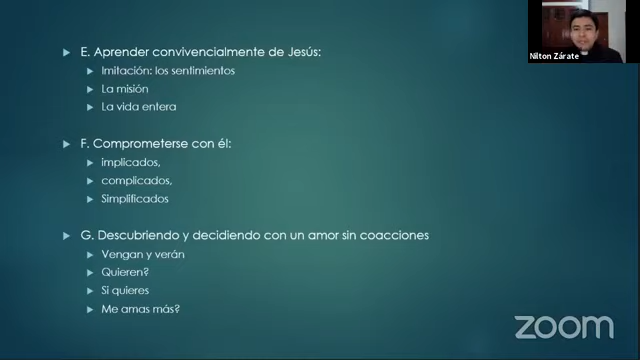 E. Aprender convivencialmente de Jesús:
Imitación: los sentimientos
La misión
La vida entera
F. Comprometerse con él:
implicados,
complicados,
Simplificados
G. Descubriendo y decidiendo con un amor sin coacciones
Vengan y verán
Quieren?
Si quieres
Me amas más?
Nilton Zárate
zoom